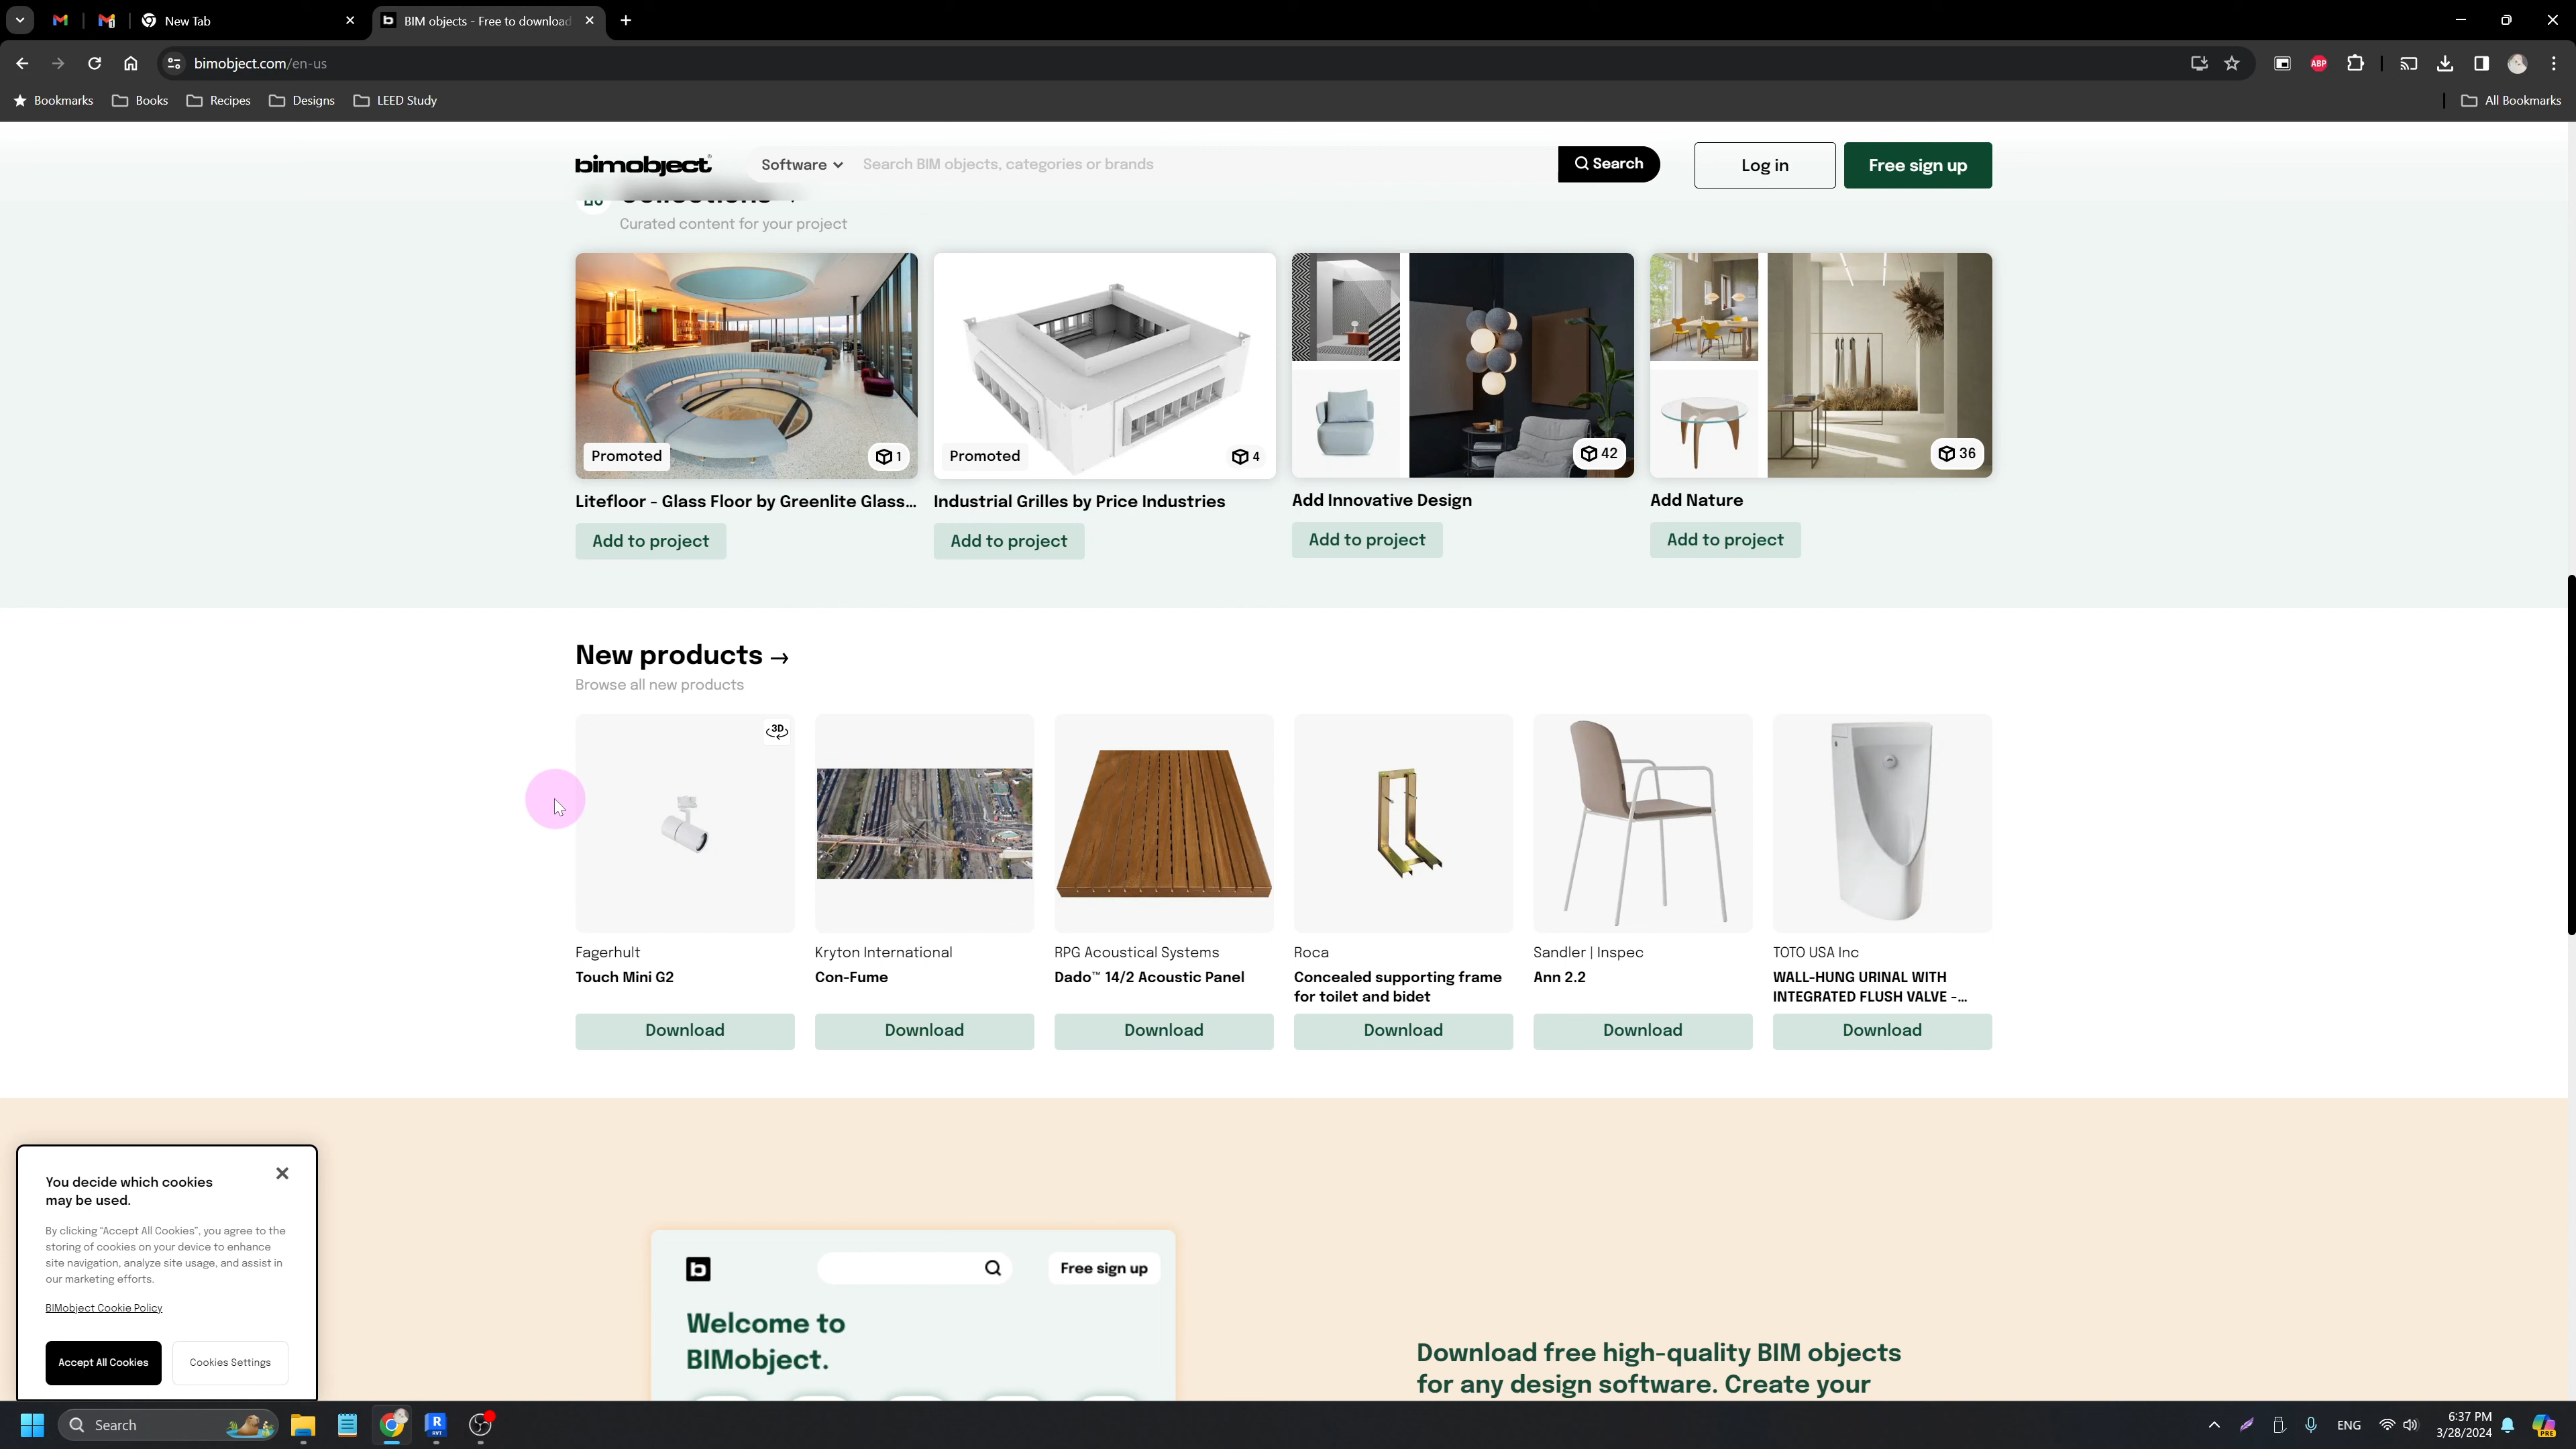 New Tab
BIM objects - Free to download
bimobject.com/en-us
ABP
Bookmarks
Books
Recipes
Designs
LEED Study
All Bookmarks
bimobject
Software
Search BIM objects, categories or brands
Search
Log in
Free sign up
Collections
Curated content for your project
Promoted
1
Promoted
4
42
36
Litefloor - Glass Floor by Greenlite Glass...
Industrial Grilles by Price Industries
Add Innovative Design
Add Nature
Add to project
Add to project
Add to project
Add to project
New products →
Browse all new products
3D
Fagerhult
Touch Mini G2
Download
Kryton International
Con-Fume
Download
RPG Acoustical Systems
Dado™ 14/2 Acoustic Panel
Download
Roca
Concealed supporting frame
for toilet and bidet
Download
Sandler | Inspec
Ann 2.2
Download
TOTO USA Inc
WALL-HUNG URINAL WITH
INTEGRATED FLUSH VALVE -...
Download
You decide which cookies
may be used.
By clicking “Accept All Cookies”, you agree to the
storing of cookies on your device to enhance
site navigation, analyze site usage, and assist in
our marketing efforts.
BIMobject Cookie Policy
Accept All Cookies
Cookies Settings
b
Free sign up
Welcome to
BIMobject.
Download free high-quality BIM objects
for any design software. Create your
Search
R
RVT
ENG
6:37 PM
3/28/2024
PRE